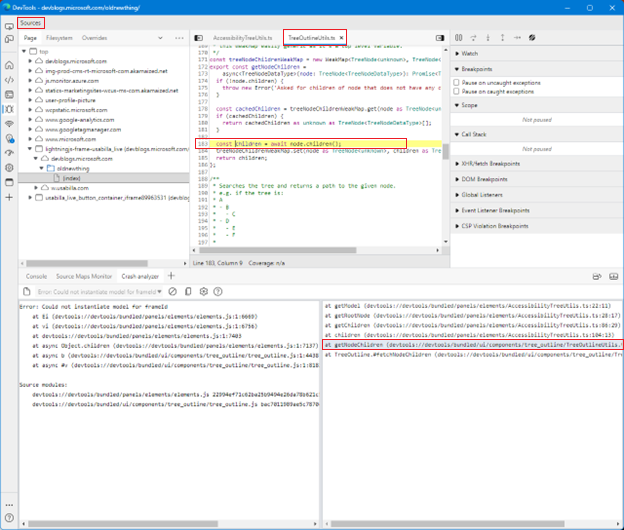 DevTools - devblogs.microsoft.com/oldnewthing/
Sources
Page Filesystem Overrides
top
devblogs.microsoft.com
img-prod-cms-rt-microsoft-com.akamaized.net
js.monitor.azure.com
statics-marketingsites-wcus-ms-com.akamaized.net
user-profile-picture
wcpstatic.microsoft.com
www.google-analytics.com
www.googletagmanager.com
www.microsoft.com
lightningjs-frame-usabilla_live (devblogs.microsoft.com)
devblogs.microsoft.com
oldnewthing
(index)
w.usabilla.com
usabilla_live_button_container_iframe09963531 (devblog
AccessibilityTreeUtils.ts TreeOutlineUtils.ts
* this WeakMap easily generic as it's a top level variable.
170 */
171 const treeNodeChildrenWeakMap = new WeakMap<TreeNode<unknown>, TreeNode
172 export const getNodeChildren =
async<TreeNodeDataType>(node: TreeNode<TreeNodeDataType>): Promise<T
if (!node.children) {
throw new Error('Asked for children of node that does not have any c
}
const cachedChildren = treeNodeChildrenWeakMap.get(node as TreeNode<un
if (cachedChildren) {
return cachedChildren as unknown as TreeNode<TreeNodeDataType>[];
}
183 const children = await node.children();
treeNodeChildrenWeakMap.set(node as TreeNode<unknown>, children as Tre
return children;
};
/**
* Searches the tree and returns a path to the given node.
* e.g. if the tree is:
* A
* - B
* - C
* - D
* - E
* - F
*
Line 183, Column 9 Coverage: n/a
Watch
Breakpoints
Pause on uncaught exceptions
Pause on caught exceptions
Scope
Not paused
Call Stack
Not paused
XHR/fetch Breakpoints
DOM Breakpoints
Global Listeners
Event Listener Breakpoints
CSP Violation Breakpoints
Console Source Maps Monitor Crash analyzer
Error: Could not instantiate model for frameId
Error: Could not instantiate model for frameId
at Ei (devtools://devtools/bundled/panels/elements/elements.js:1:6669)
at vi (devtools://devtools/bundled/panels/elements/elements.js:1:6756)
at devtools://devtools/bundled/panels/elements/elements.js:1:7403
at async Object.children (devtools://devtools/bundled/panels/elements/elements.js:1:7137)
at async b (devtools://devtools/bundled/ui/components/tree_outline/tree_outline.js:1:4438
at async #v (devtools://devtools/bundled/ui/components/tree_outline/tree_outline.js:1:818
Source modules:
devtools://devtools/bundled/panels/elements/elements.js
devtools://devtools/bundled/ui/components/tree_outline/tree_outline.js
at getModel (devtools://devtools/bundled/panels/elements/AccessibilityTreeUtils.ts:22:11)
at getRootNode (devtools://devtools/bundled/panels/elements/AccessibilityTreeUtils.ts:28:17)
at getChildren (devtools://devtools/bundled/panels/elements/AccessibilityTreeUtils.ts:86:29)
at children (devtools://devtools/bundled/panels/elements/AccessibilityTreeUtils.ts:104:13)
at getNodeChildren (devtools://devtools/bundled/ui/components/tree_outline/TreeOutlineUtils.
at TreeOutline.#fetchNodeChildren (devtools://devtools/bundled/ui/components/tree_outline/Tre